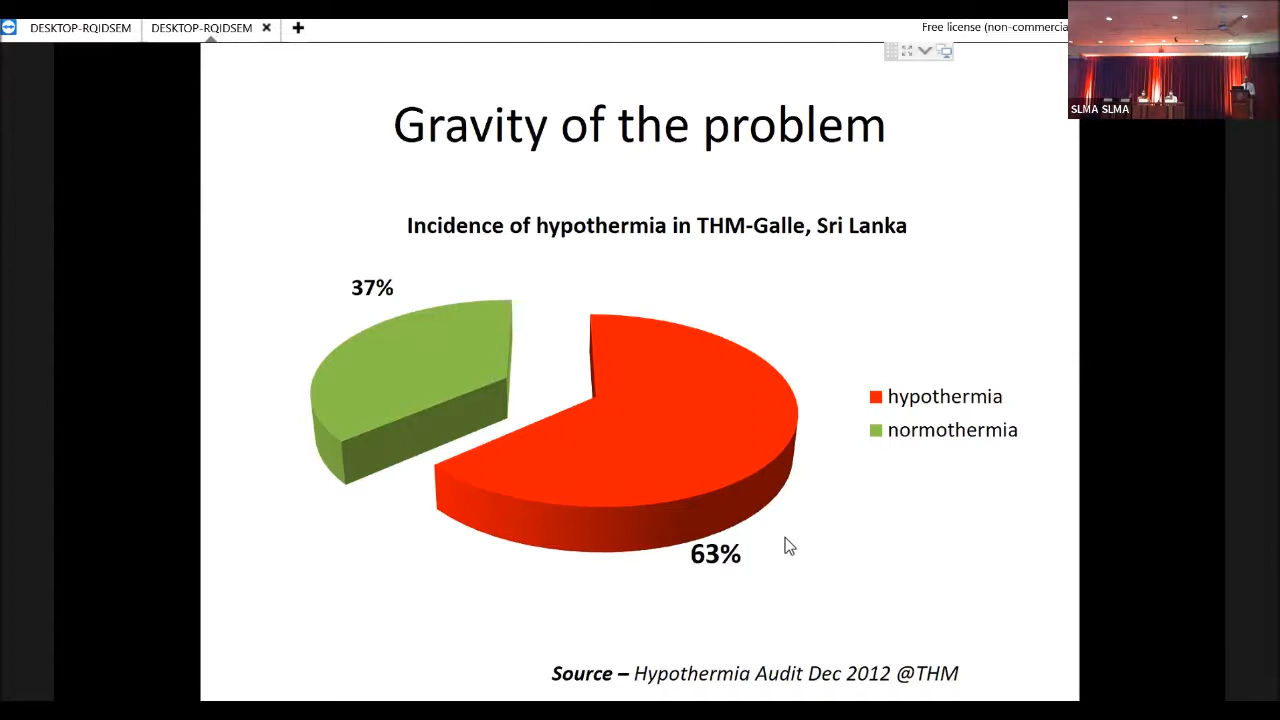 DESKTOP-RQIDSEM
DESKTOP-RQIDSEM
Free license (non-commercia
SLMA SLMA
Gravity of the problem
Incidence of hypothermia in THM-Galle, Sri Lanka
37%
hypothermia
normothermia
63%
Source – Hypothermia Audit Dec 2012 @THM